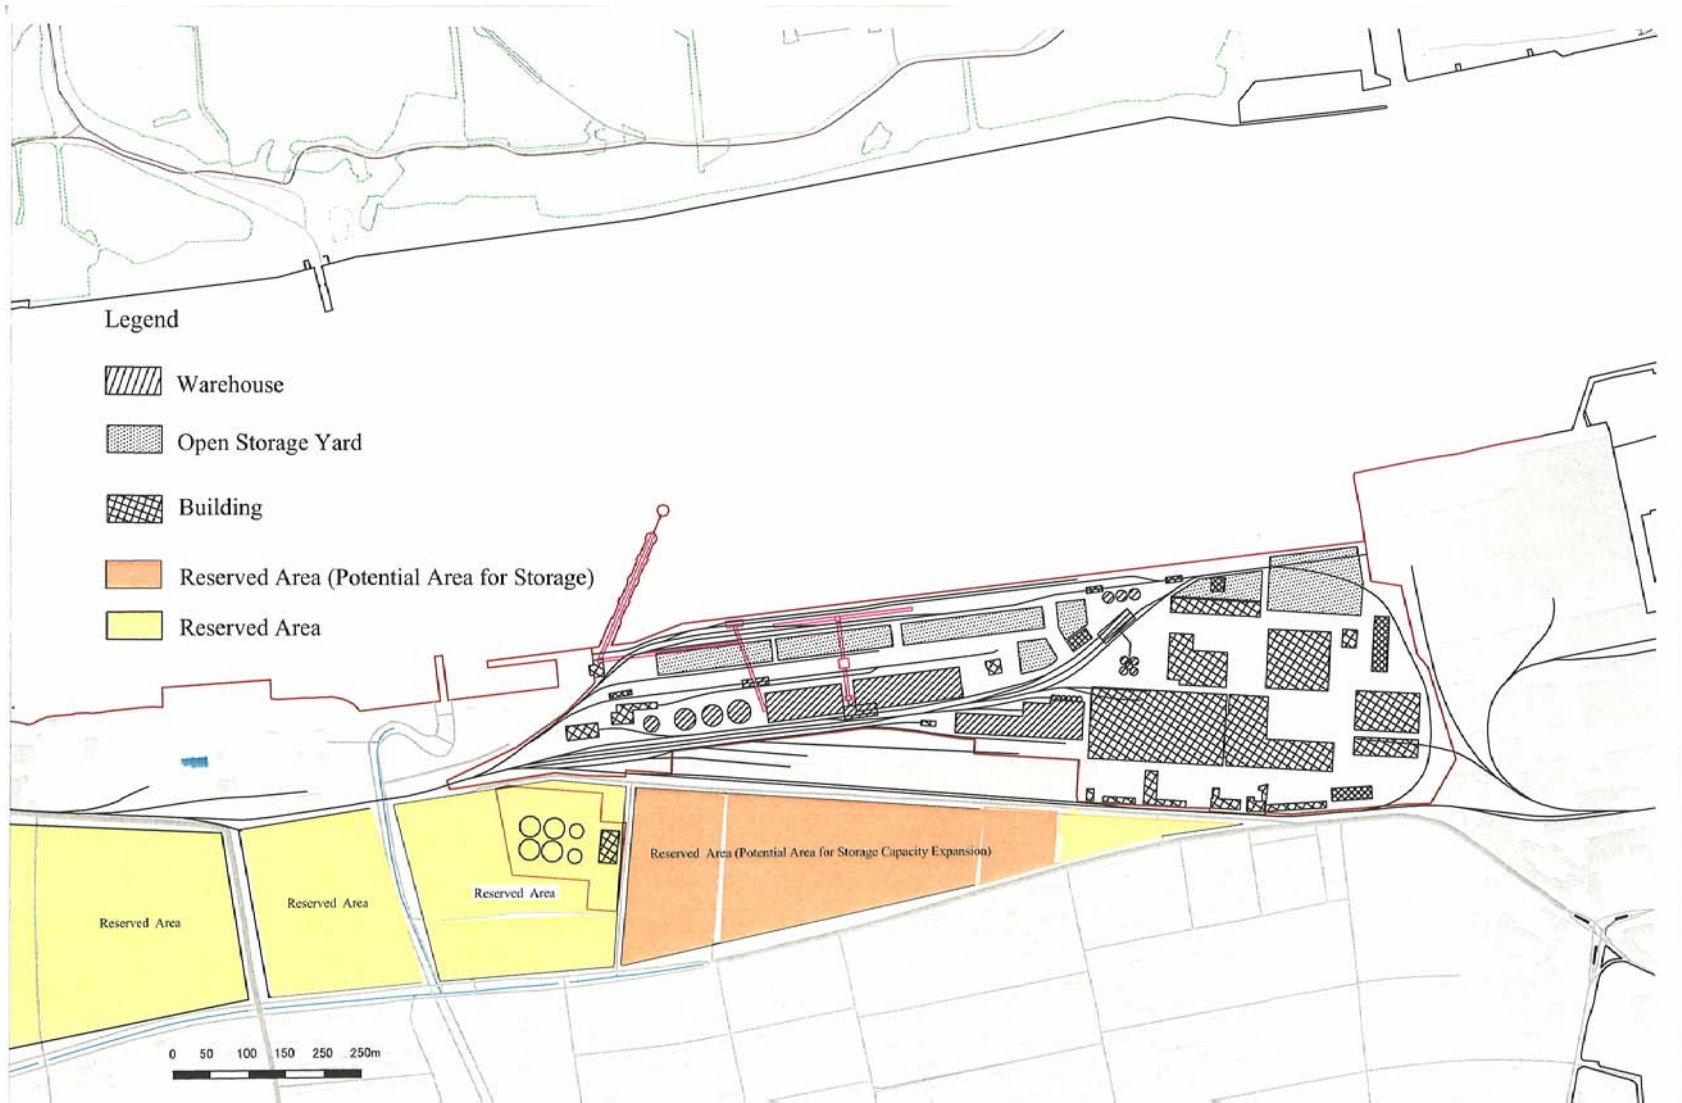 Legend
Warehouse
Open Storage Yard
Building
Reserved Area (Potential Area for Storage)
Reserved Area
Reserved Area (Potential Area for Storage Capacity Expansion)
Reserved Area
Reserved Area
Reserved Area
0 50 100 150 250 250m